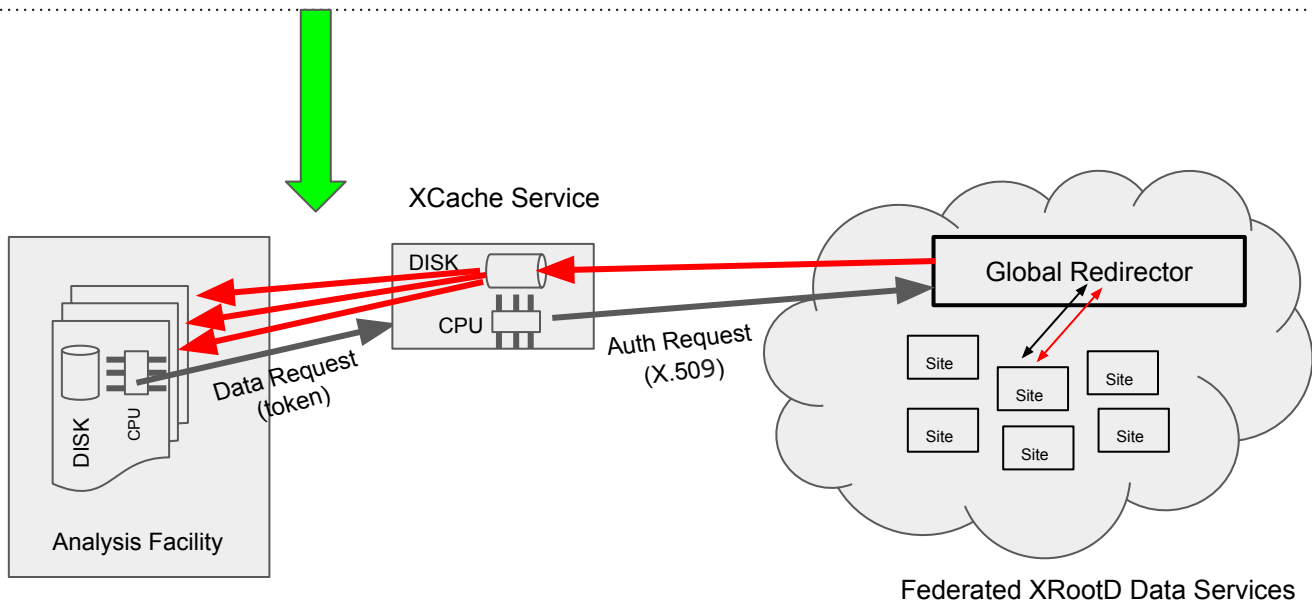 XCache Service
DISK
CPU
Data Request
(token)
DISK
CPU
Analysis Facility
Auth Request
(X.509)
Global Redirector
Site
Site
Site
Site
Site
Site
Federated XRootD Data Services